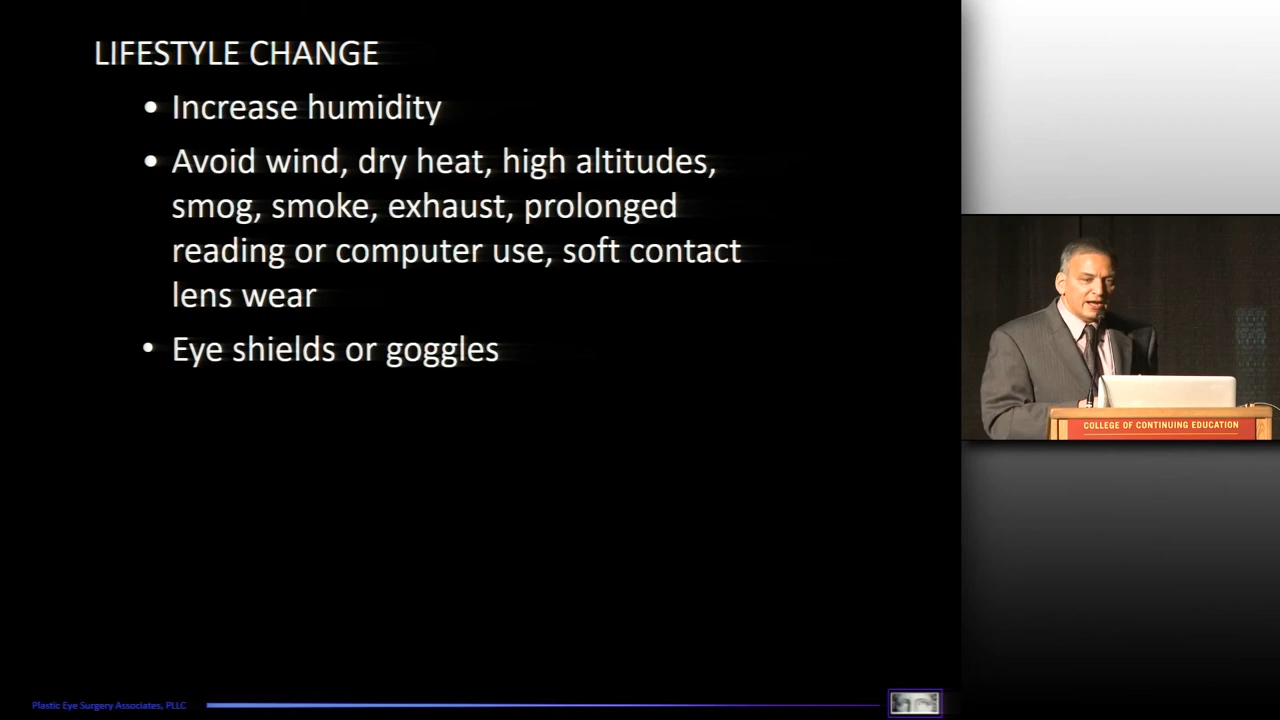 LIFESTYLE CHANGE
• Increase humidity
• Avoid wind, dry heat, high altitudes,
smog, smoke, exhaust, prolonged
reading or computer use, soft contact
lens wear
• Eye shields or goggles
COLLEGE OF CONTINUING EDUCATION
Plastic Eye Surgery Associates, PLLC